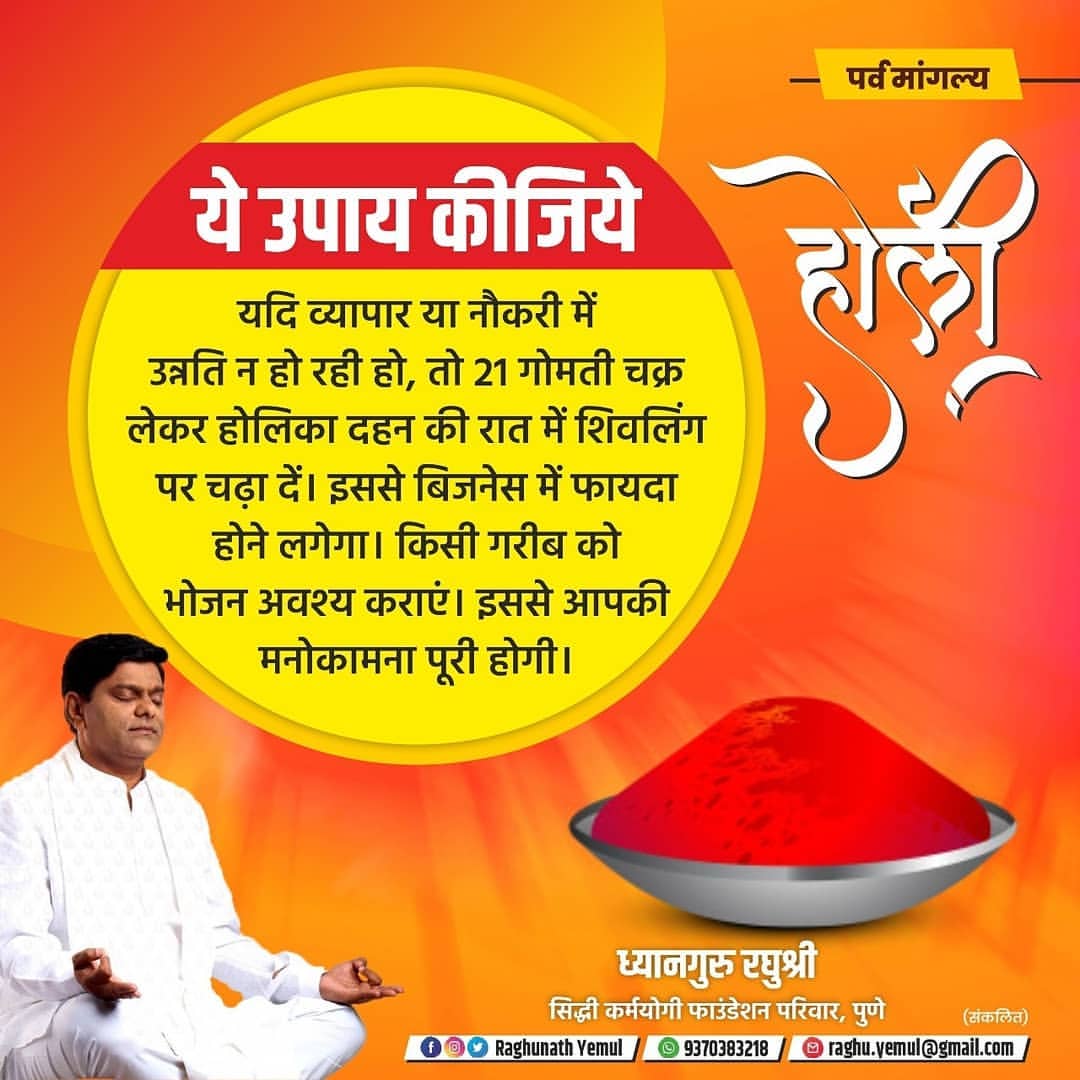 पर्व मांगल्य
होली
ये उपाय कीजिये
यदि व्यापार या नौकरी में
उन्नति न हो रही हो, तो 21 गोमती चक्र
लेकर होलिका दहन की रात में शिवलिंग
पर चढ़ा दें। इससे बिजनेस में फायदा
होने लगेगा। किसी गरीब को
भोजन अवश्य कराएं। इससे आपकी
मनोकामना पूरी होगी।
ध्यानगुरु रघुश्री
सिद्धी कर्मयोगी फाउंडेशन परिवार, पुणे
(संकलित)
Raghunath Yemul 9370383218 raghu.yemul@gmail.com